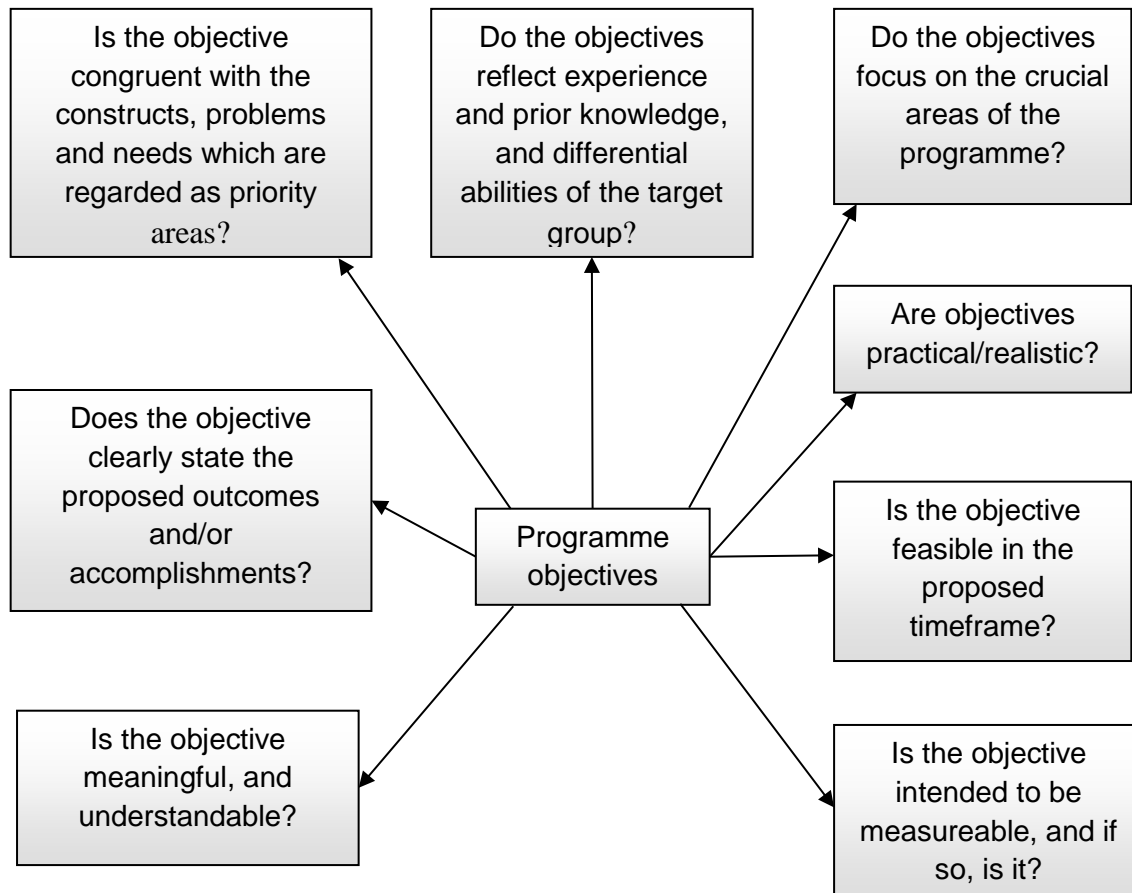 Is the objective
congruent with the
constructs, problems
and needs which are
regarded as priority
areas?
Do the objectives
reflect experience
and prior knowledge,
and differential
abilities of the target
group?
Do the objectives
focus on the crucial
areas of the
programme?
Are objectives
practical/realistic?
Does the objective
clearly state the
proposed outcomes
and/or
accomplishments?
Programme
objectives
Is the objective
feasible in the
proposed
timeframe?
Is the objective
meaningful, and
understandable?
Is the objective
intended to be
measureable, and if
so, is it?